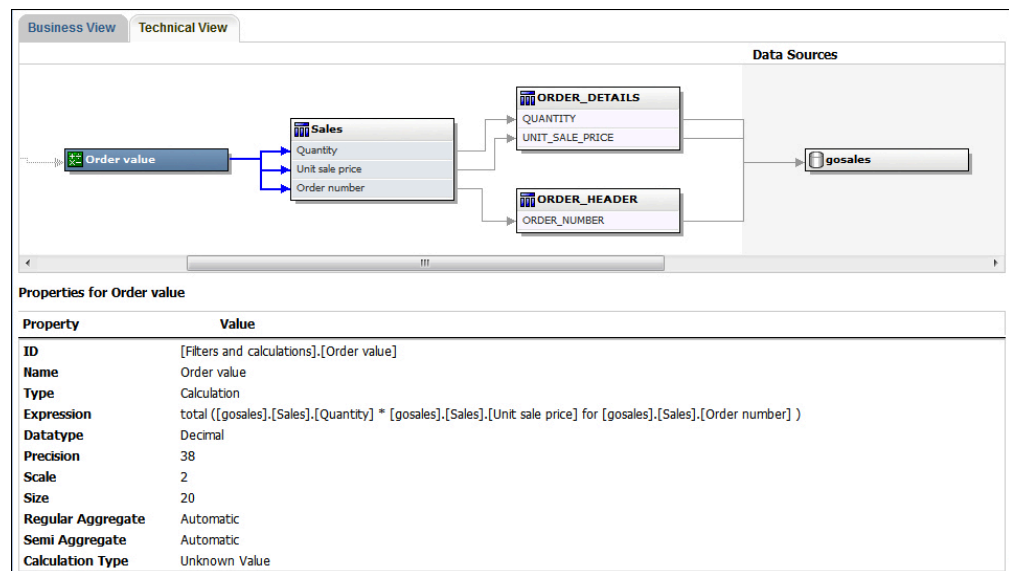 Business View Technical View
Data Sources
ORDER_DETAILS
QUANTITY
UNIT_SALE_PRICE
Sales
Quantity
Unit sale price
Order number
Order value
gosales
ORDER_HEADER
ORDER_NUMBER
Properties for Order value
Property Value
ID [Filters and calculations].[Order value]
Name Order value
Type Calculation
Expression total ([gosales].[Sales].[Quantity] * [gosales].[Sales].[Unit sale price] for [gosales].[Sales].[Order number] )
Datatype Decimal
Precision 38
Scale 2
Size 20
Regular Aggregate Automatic
Semi Aggregate Automatic
Calculation Type Unknown Value